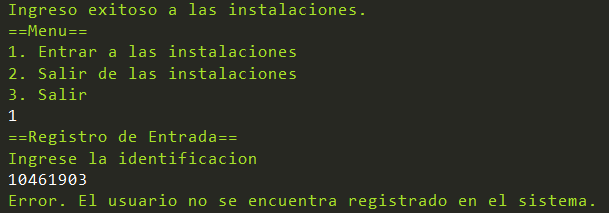 Ingreso exitoso a las instalaciones.
==Menu==
1. Entrar a las instalaciones
2. Salir de las instalaciones
3. Salir
1
==Registro de Entrada==
Ingrese la identificacion
10461903
Error. El usuario no se encuentra registrado en el sistema.